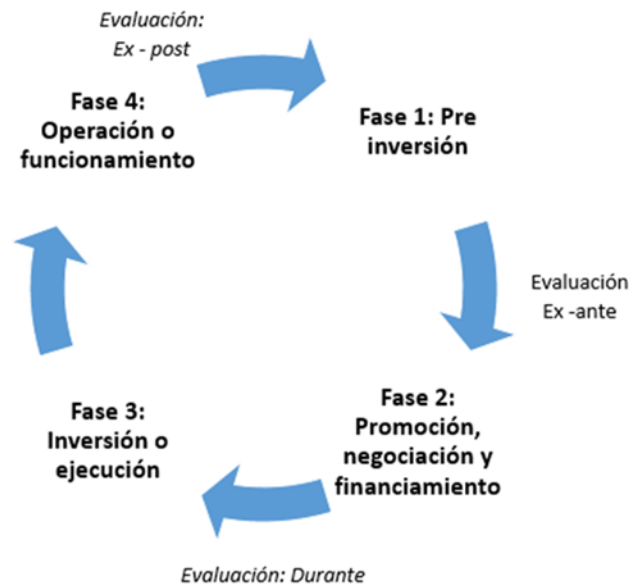 Evaluación:
Ex - post
Fase 4:
Operación o
funcionamiento
Fase 1: Pre
inversión
Evaluación
Ex -ante
Fase 2:
Promoción,
negociación y
financiamiento
Fase 3:
Inversión o
ejecución
Evaluación: Durante